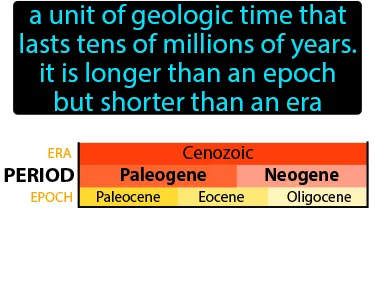 a unit of geologic time that
lasts tens of millions of years.
it is longer than an epoch
but shorter than an era
ERA Cenozoic
PERIOD Paleogene Neogene
EPOCH Paleocene Eocene Oligocene